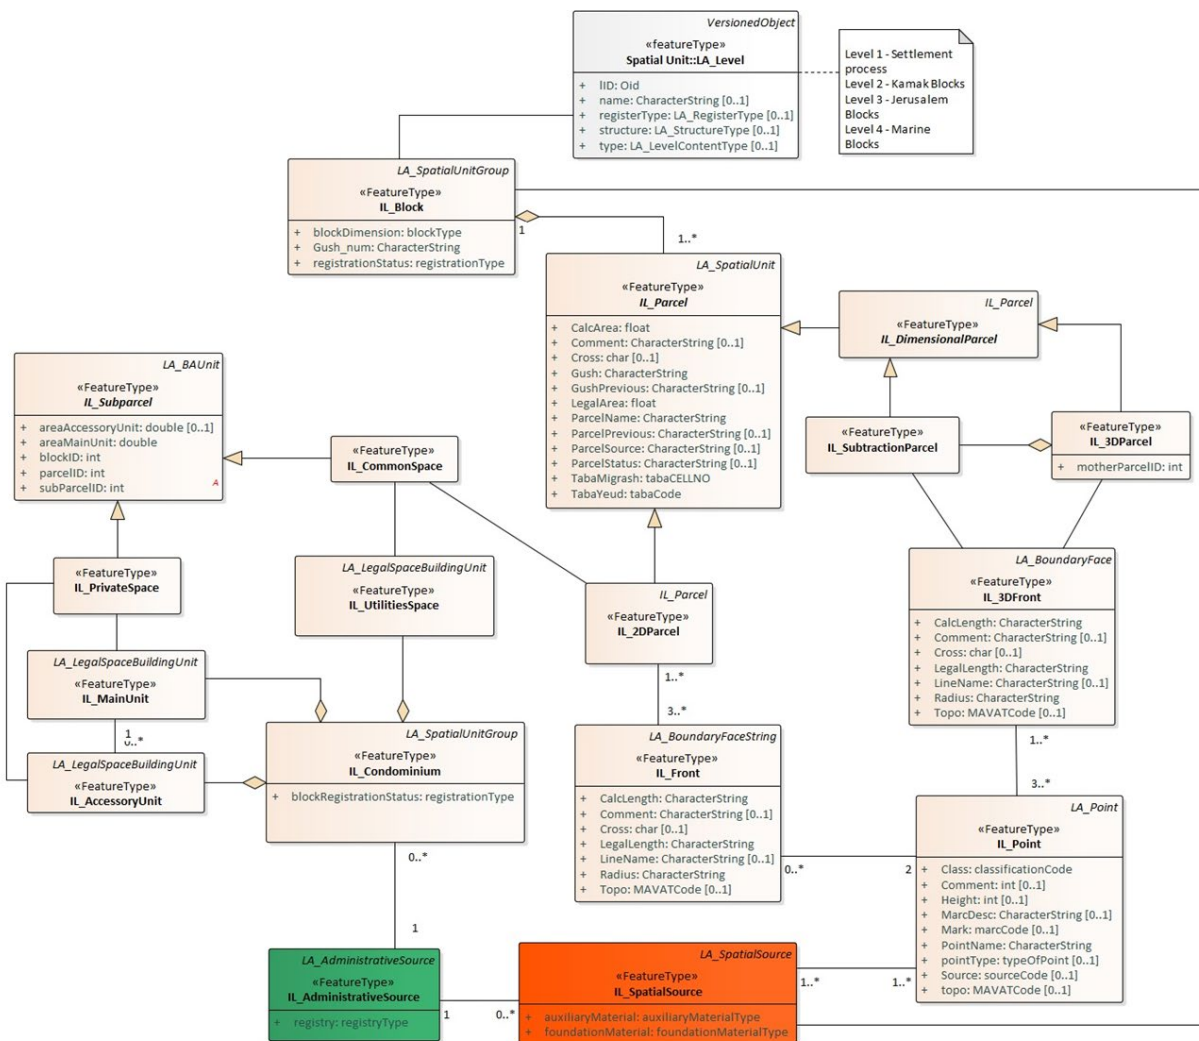 VersionedObject
«featureType»
Spatial Unit::LA_Level
+ lID: Oid
+ name: CharacterString [0..1]
+ registerType: LA_RegisterType [0..1]
+ structure: LA_StructureType [0..1]
+ type: LA_LevelContentType [0..1]
Level 1 - Settlement
process
Level 2 - Kamak Blocks
Level 3 - Jerusalem
Blocks
Level 4 - Marine
Blocks
LA_SpatialUnitGroup
«FeatureType»
IL_Block
+ blockDimension: blockType
+ Gush_num: CharacterString
+ registrationStatus: registrationType
1
1..*
LA_SpatialUnit
«FeatureType»
IL_Parcel
+ CalcArea: float
+ Comment: CharacterString [0..1]
+ Cross: char [0..1]
+ Gush: CharacterString
+ GushPrevious: CharacterString [0..1]
+ LegalArea: float
+ ParcelName: CharacterString
+ ParcelPrevious: CharacterString [0..1]
+ ParcelSource: CharacterString [0..1]
+ ParcelStatus: CharacterString [0..1]
+ TabaMigrash: tabaCELLNO
+ TabaYeud: tabaCode
IL_Parcel
«FeatureType»
IL_DimensionalParcel
«FeatureType»
IL_SubtractionParcel
«FeatureType»
IL_3DParcel
+ motherParcelID: int
LA_BAUnit
«FeatureType»
IL_Subparcel
+ areaAccessoryUnit: double [0..1]
+ areaMainUnit: double
+ blockID: int
+ parcelID: int
+ subParcelID: int
A
«FeatureType»
IL_CommonSpace
«FeatureType»
IL_PrivateSpace
LA_LegalSpaceBuildingUnit
«FeatureType»
IL_UtilitiesSpace
IL_Parcel
«FeatureType»
IL_2DParcel
1..*
3..*
LA_BoundaryFace
«FeatureType»
IL_3DFront
+ CalcLength: CharacterString
+ Comment: CharacterString [0..1]
+ Cross: char [0..1]
+ LegalLength: CharacterString
+ LineName: CharacterString [0..1]
+ Radius: CharacterString
+ Topo: MAVATCode [0..1]
1..*
3..*
LA_LegalSpaceBuildingUnit
«FeatureType»
IL_MainUnit
1
0..*
LA_LegalSpaceBuildingUnit
«FeatureType»
IL_AccessoryUnit
LA_SpatialUnitGroup
«FeatureType»
IL_Condominium
+ blockRegistrationStatus: registrationType
0..*
1
LA_BoundaryFaceString
«FeatureType»
IL_Front
+ CalcLength: CharacterString
+ Comment: CharacterString [0..1]
+ Cross: char [0..1]
+ LegalLength: CharacterString
+ LineName: CharacterString [0..1]
+ Radius: CharacterString
+ Topo: MAVATCode [0..1]
0..*
2
LA_Point
«FeatureType»
IL_Point
+ Class: classificationCode
+ Comment: int [0..1]
+ Height: int [0..1]
+ MarcDesc: CharacterString [0..1]
+ Mark: marcCode [0..1]
+ PointName: CharacterString
+ pointType: typeOfPoint [0..1]
+ Source: sourceCode [0..1]
+ topo: MAVATCode [0..1]
LA_AdministrativeSource
«FeatureType»
IL_AdministrativeSource
+ registry: registryType
1
0..*
LA_SpatialSource
«FeatureType»
IL_SpatialSource
+ auxiliaryMaterial: auxiliaryMaterialType
+ foundationMaterial: foundationMaterialType
1..*
1..*